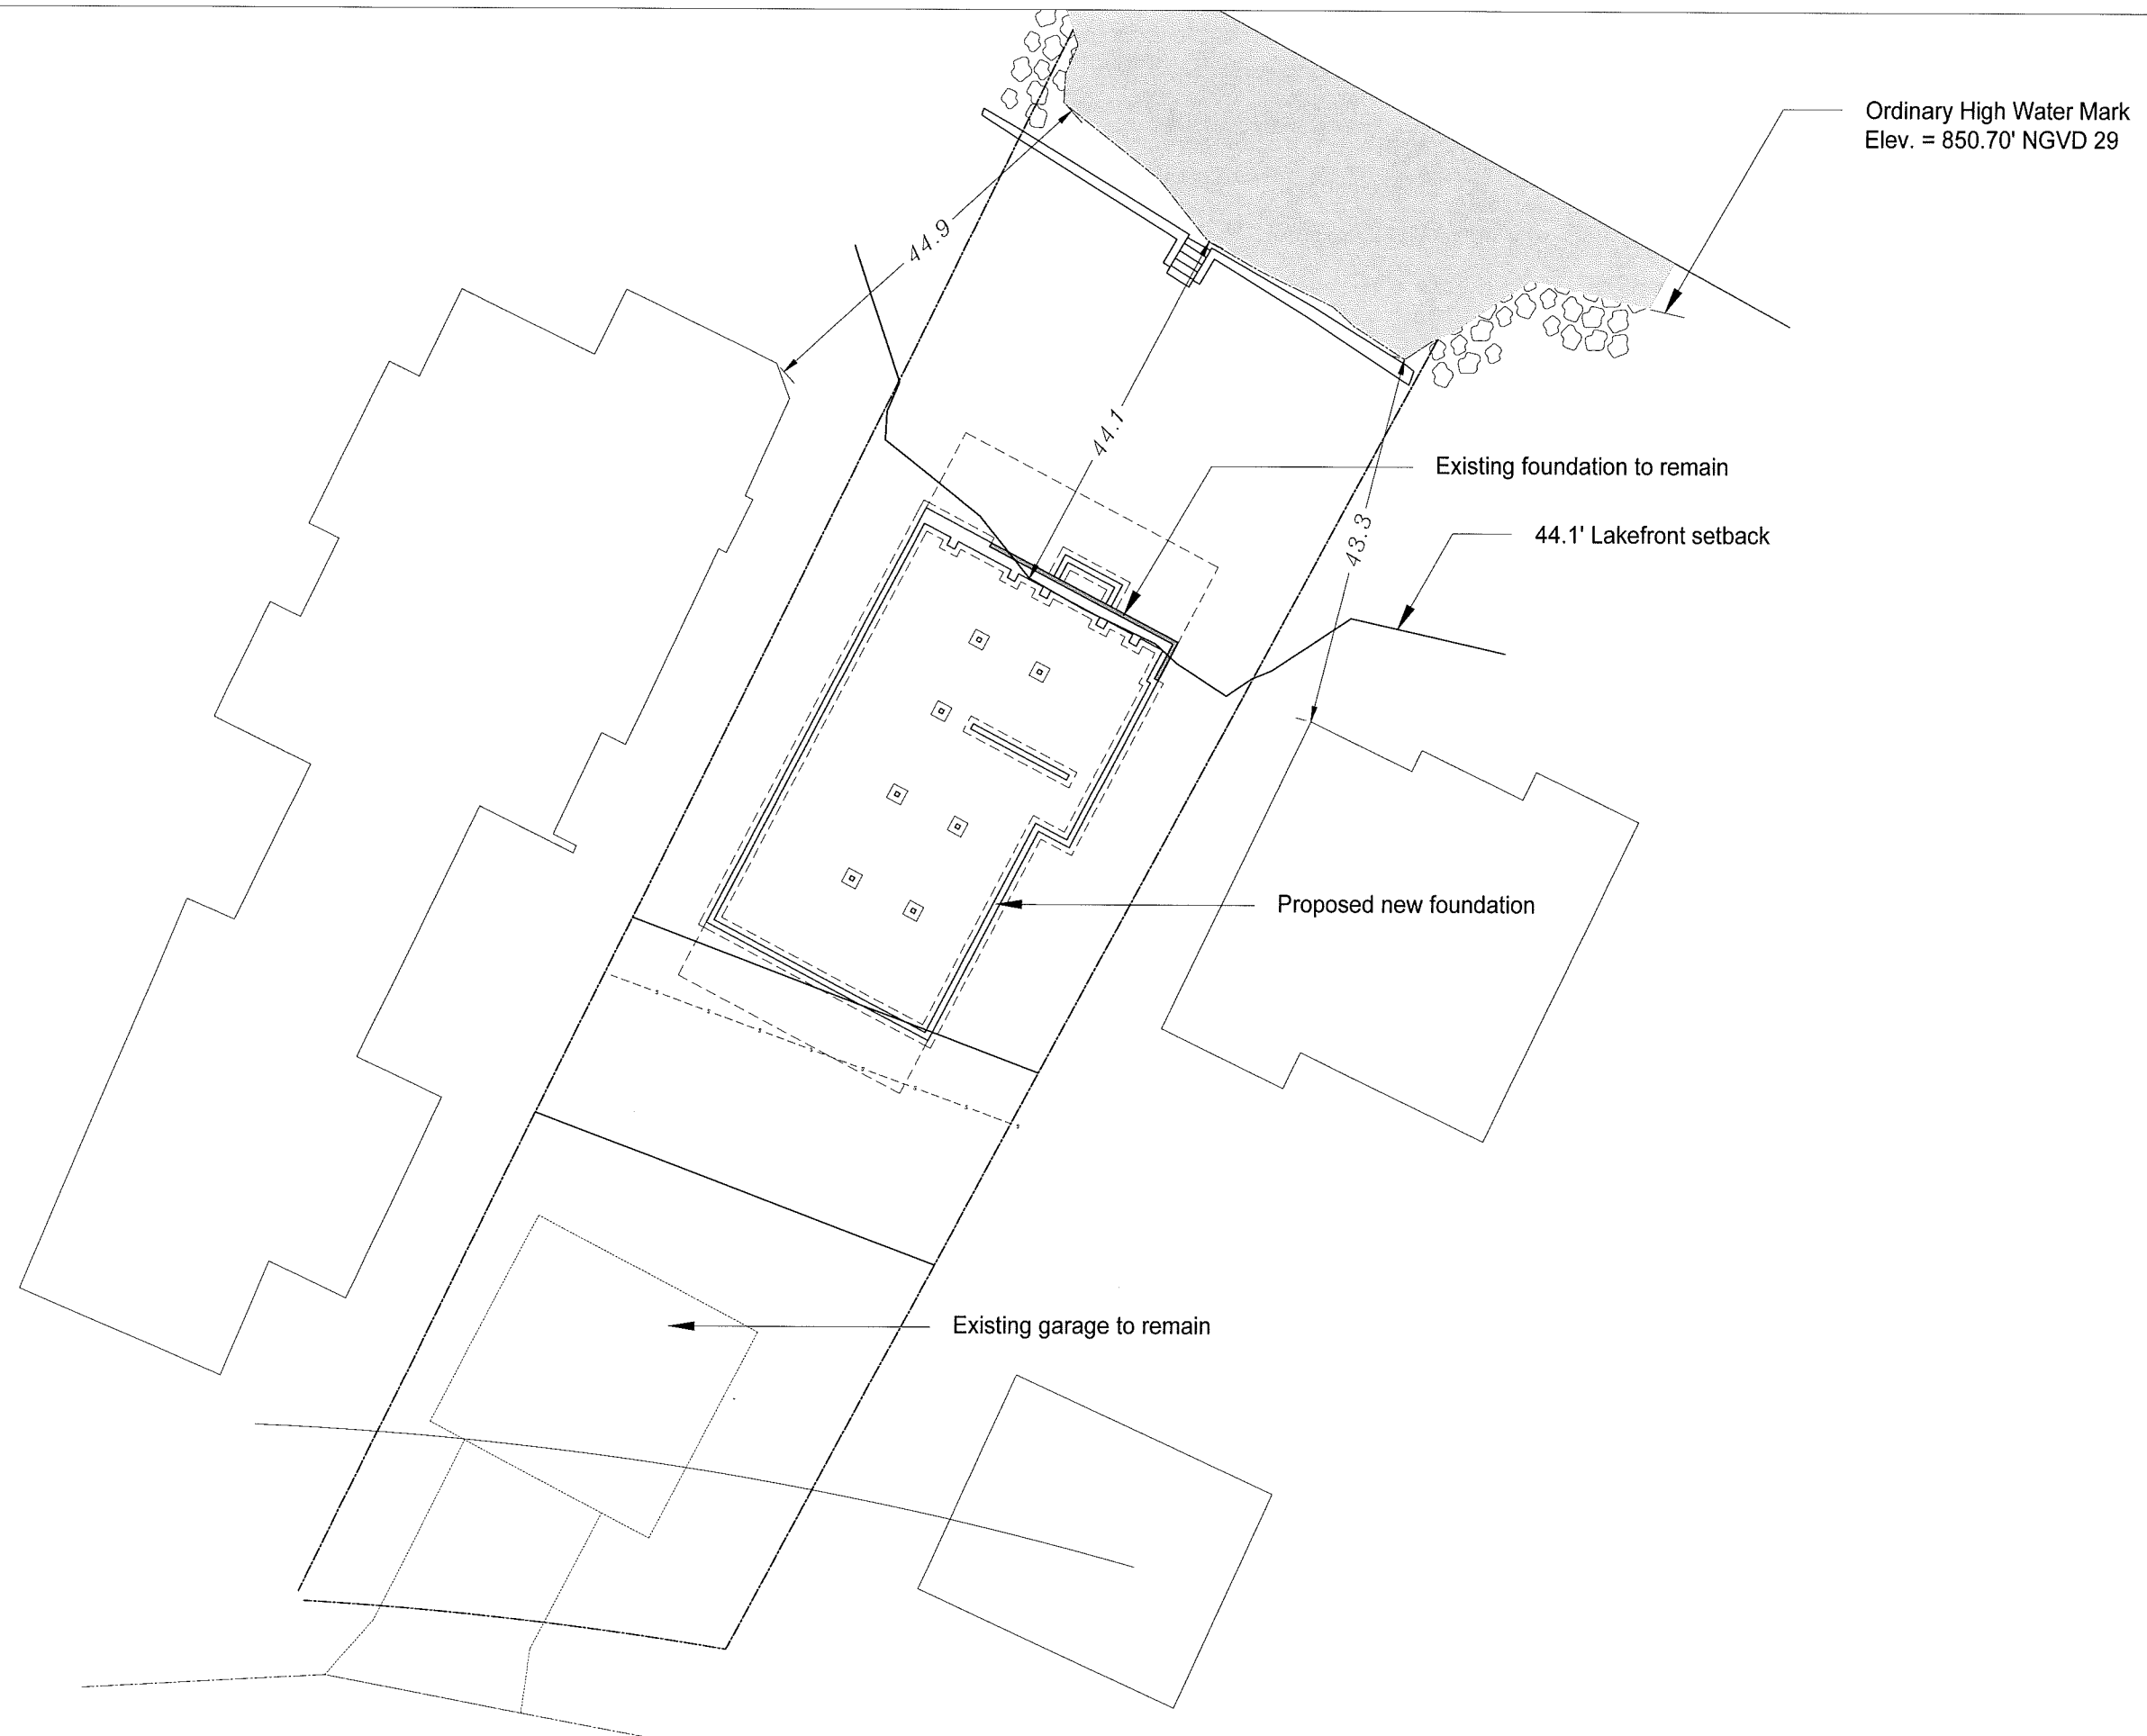 Ordinary High Water Mark
Elev. = 850.70' NGVD 29
44.9
44.1
Existing foundation to remain
44.1' Lakefront setback
43.3
Proposed new foundation
s s s s s s s s
Existing garage to remain